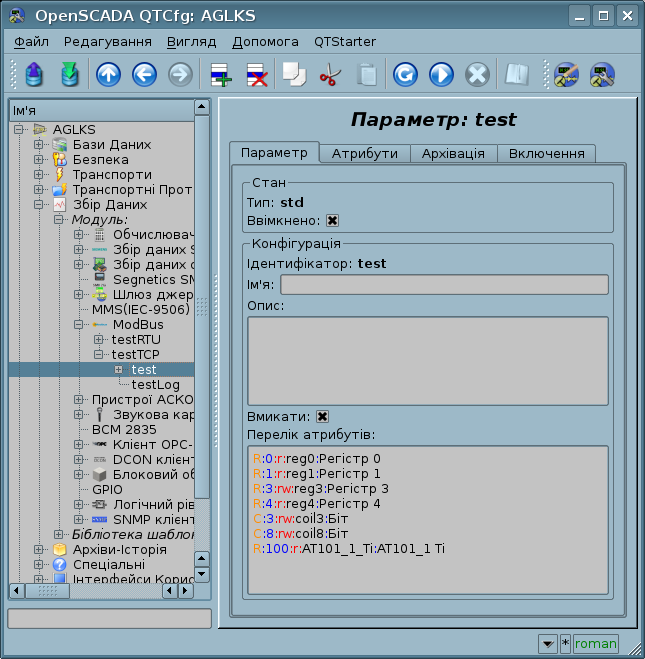 OpenSCADA QTCfg: AGLKS
Файл Редагування Вигляд Допомога QTStarter
Ім'я
AGLKS
Бази Даних
Безпека
Транспорти
Транспортні Прот
Збір Даних
Модуль:
Обчислювач
Збір даних S
Збір даних
Segnetics SM
Шлюз джер
MMS(IEC-9506)
ModBus
testRTU
testTCP
test
testLog
Пристрої АСКО
Звукова кар
BCM 2835
Клієнт OPC-
DCON клієнт
Блоковий об
GPIO
Логічний рів
SNMP клієнт
Бібліотека шаблон
Архіви-Історія
Спеціальні
Інтерфейси Корис
Параметр: test
Параметр Атрибути Архівація Включення
Стан
Тип: std
Ввімкнено:
Конфігурація
Ідентифікатор: test
Ім'я:
Опис:
Вмикати:
Перелік атрибутів:
R:0:r:reg0:Регістр 0
R:1:r:reg1:Регістр 1
R:3:rw:reg3:Регістр 3
R:4:r:reg4:Регістр 4
C:3:rw:coil3:Біт
C:8:rw:coil8:Біт
R:100:r:AT101_1_Ti:AT101_1 Ti
* roman